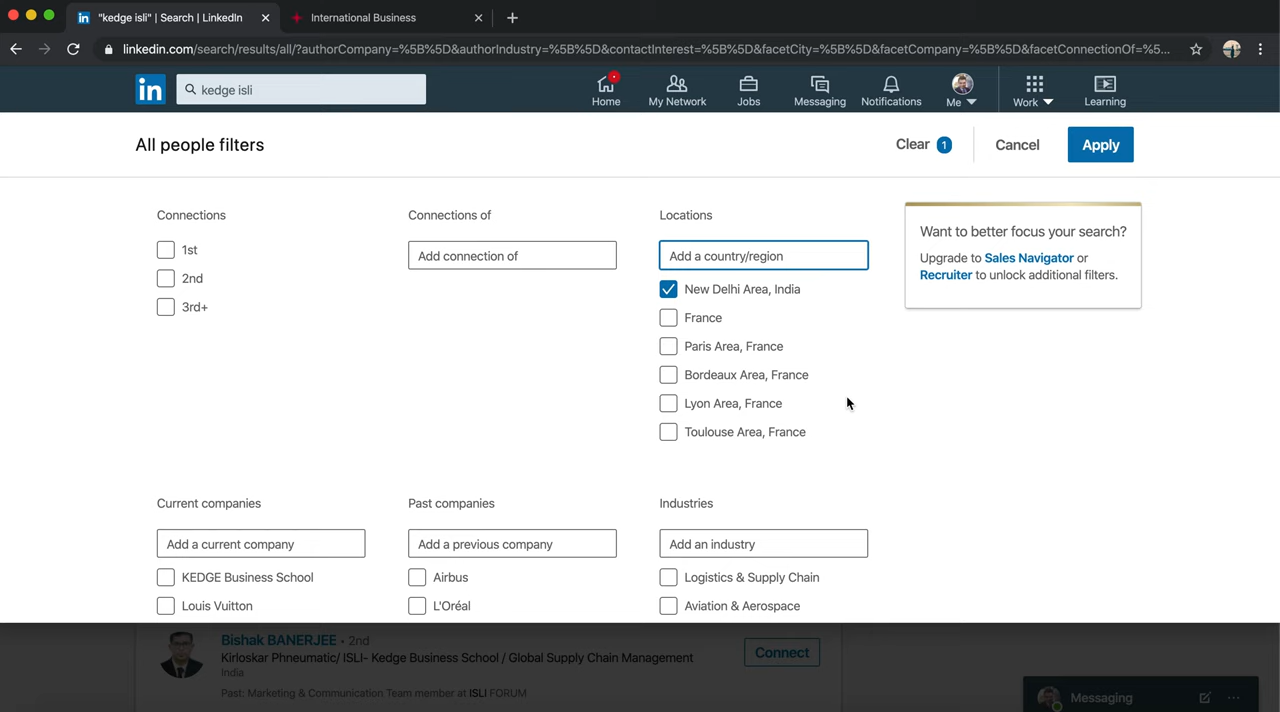 "kedge isli" | Search | LinkedIn
International Business
linkedin.com/search/results/all/?authorCompany=%5B%5D&authorIndustry=%5B%5D&contactInterest=%5B%5D&facetCity=%5B%5D&facetCompany=%5B%5D&facetConnectionOf=%5...
in
kedge isli
Home
My Network
Jobs
Messaging
Notifications
Me
Work
Learning
All people filters
Clear 1
Cancel
Apply
Connections
1st
2nd
3rd+
Connections of
Add connection of
Locations
Add a country/region
New Delhi Area, India
France
Paris Area, France
Bordeaux Area, France
Lyon Area, France
Toulouse Area, France
Want to better focus your search?
Upgrade to Sales Navigator or
Recruiter to unlock additional filters.
Current companies
Add a current company
KEDGE Business School
Louis Vuitton
Past companies
Add a previous company
Airbus
L'Oréal
Industries
Add an industry
Logistics & Supply Chain
Aviation & Aerospace
Bishak BANERJEE • 2nd
Kirloskar Phneumatic/ ISLI- Kedge Business School / Global Supply Chain Management
India
Past: Marketing & Communication Team member at ISLI FORUM
Connect
Messaging